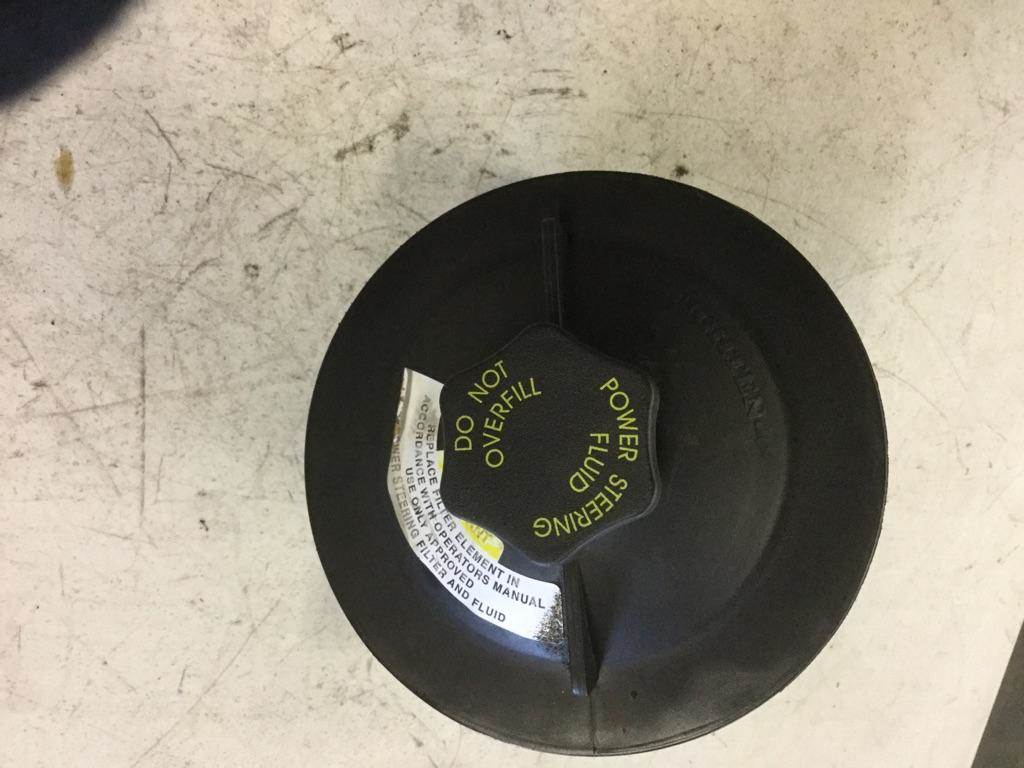 DO NOT
OVERFILL
POWER STEERING
FLUID
REPLACE FILTER ELEMENT IN
ACCORDANCE WITH OPERATORS MANUAL
USE ONLY APPROVED
STEERING FILTER AND FLUID